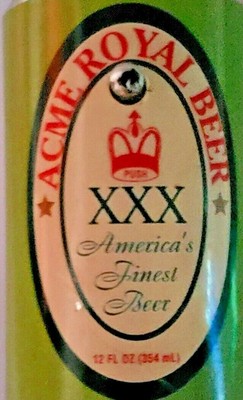 ACME ROYAL BEER
PUSH
XXX
America's
Finest
Beer
12 FL OZ (354 mL)